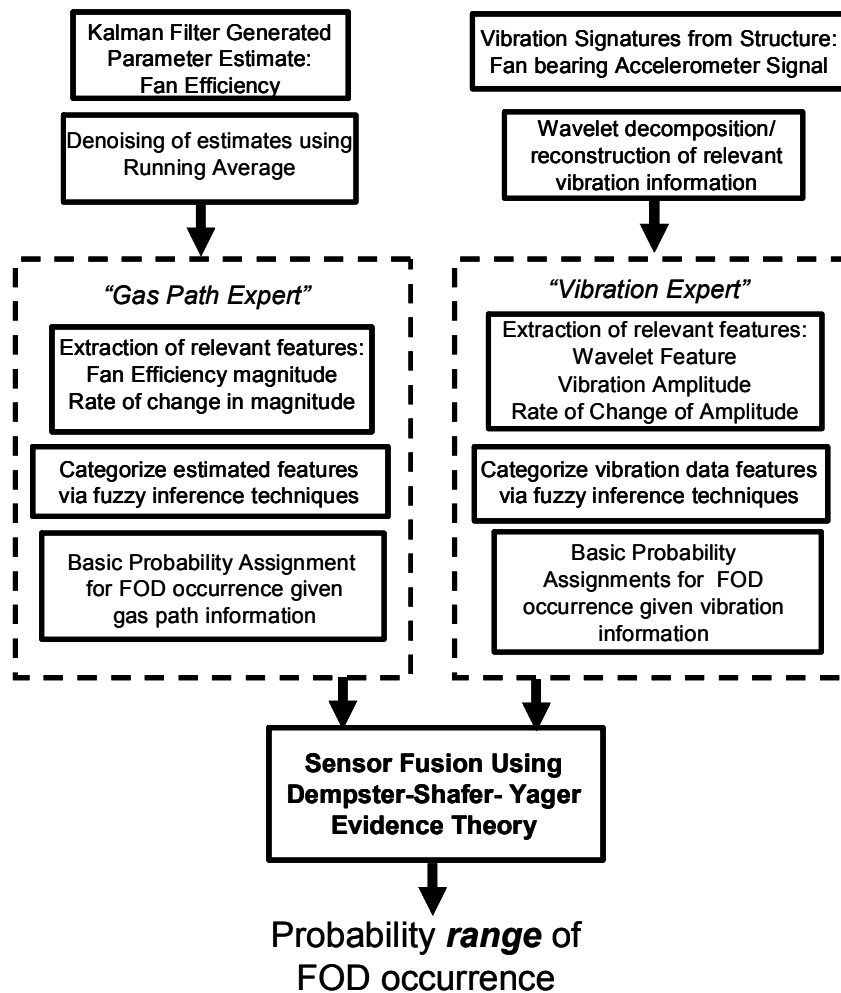 Kalman Filter Generated
Parameter Estimate:
Fan Efficiency
Denoising of estimates using
Running Average
“Gas Path Expert”
Extraction of relevant features:
Fan Efficiency magnitude
Rate of change in magnitude
Categorize estimated features
via fuzzy inference techniques
Basic Probability Assignment
for FOD occurrence given
gas path information
Vibration Signatures from Structure:
Fan bearing Accelerometer Signal
Wavelet decomposition/
reconstruction of relevant
vibration information
“Vibration Expert”
Extraction of relevant features:
Wavelet Feature
Vibration Amplitude
Rate of Change of Amplitude
Categorize vibration data features
via fuzzy inference techniques
Basic Probability
Assignments for FOD
occurrence given vibration
information
Sensor Fusion Using
Dempster-Shafer- Yager
Evidence Theory
Probability range of
FOD occurrence